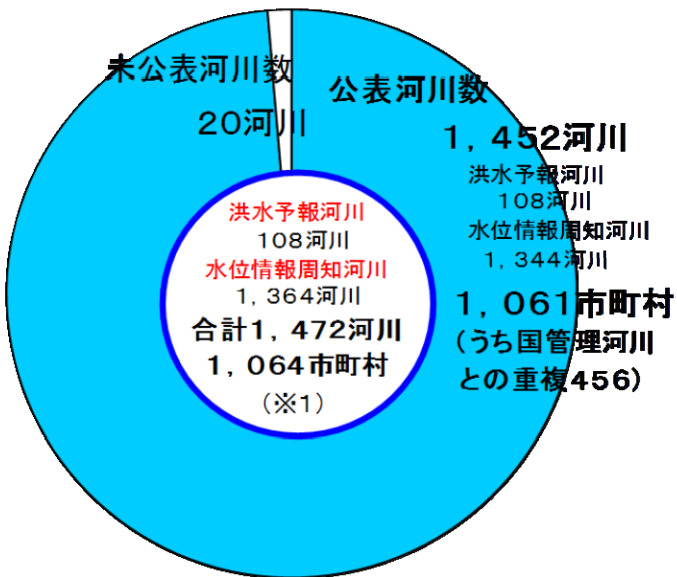 未公表河川数
20河川
公表河川数
1，452河川
洪水予報河川
108河川
水位情報周知河川
1，344河川
1，061市町村
（うち国管理河川
との重複456）
洪水予報河川
108河川
水位情報周知河川
1，364河川
合計1，472河川
1，064市町村
（※1）